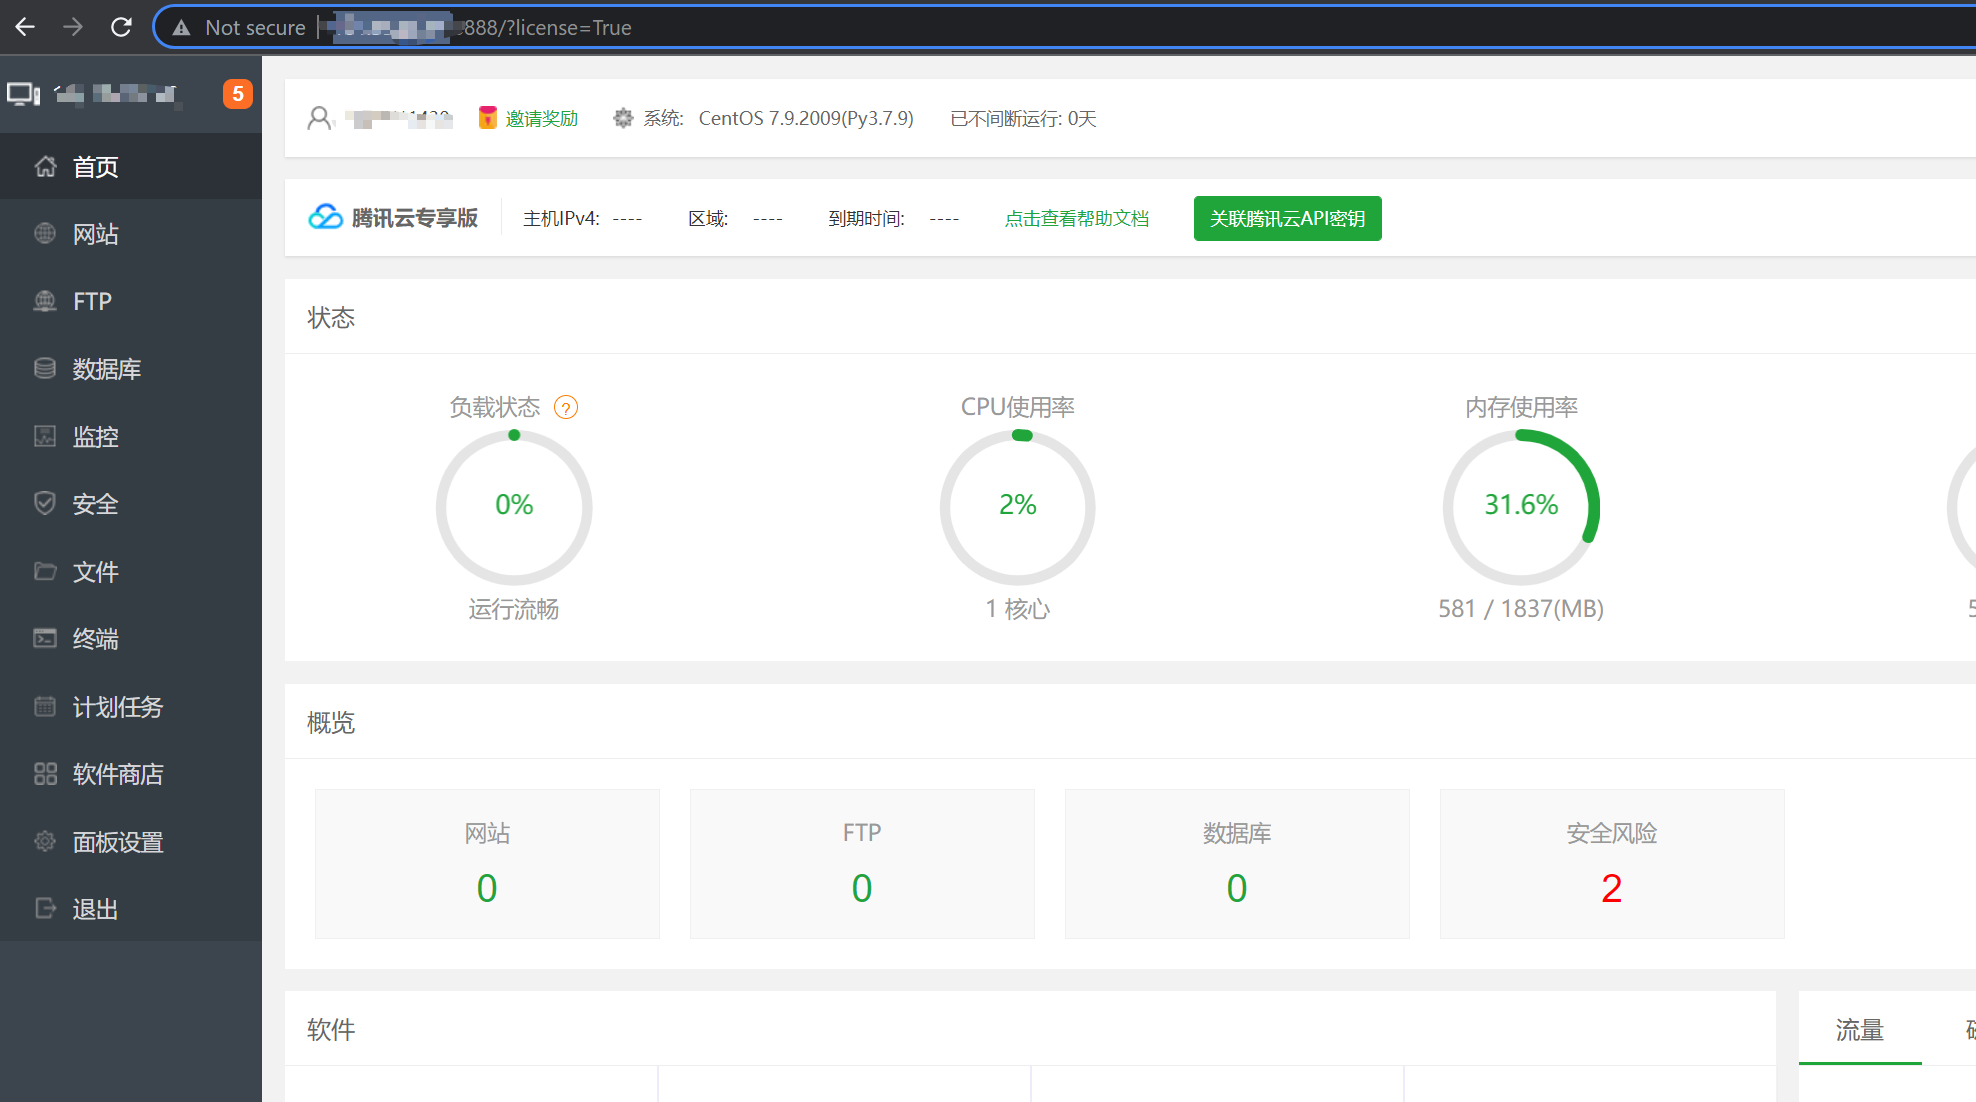 Not secure 888/?license=True
5
邀请奖励 系统: CentOS 7.9.2009(Py3.7.9) 已不间断运行: 0天
首页
网站
FTP
数据库
监控
安全
文件
终端
计划任务
软件商店
面板设置
退出
腾讯云专享版 主机IPv4: ---- 区域: ---- 到期时间: ---- 点击查看帮助文档 关联腾讯云API密钥
状态
负载状态 ? CPU使用率 内存使用率
0% 2% 31.6%
运行流畅 1 核心 581 / 1837(MB)
概览
网站 FTP 数据库 安全风险
0 0 0 2
软件 流量